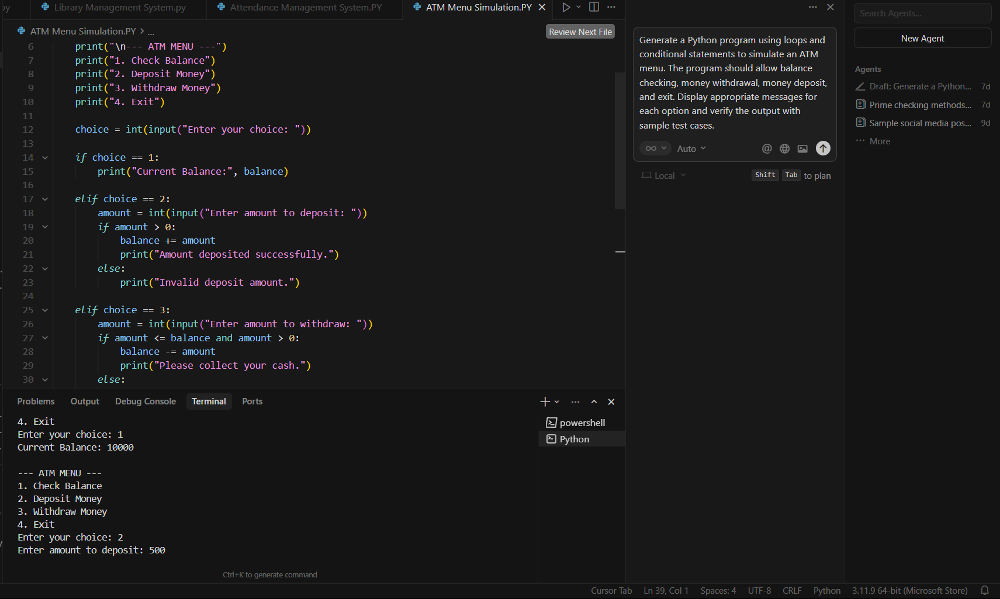 py
Library Management System.py
Attendance Management System.PY
ATM Menu Simulation.PY
ATM Menu Simulation.PY > ...
Review Next File
6 print("\n--- ATM MENU ---")
7 print("1. Check Balance")
8 print("2. Deposit Money")
9 print("3. Withdraw Money")
10 print("4. Exit")
11
12 choice = int(input("Enter your choice: "))
13
14 if choice == 1:
15 print("Current Balance:", balance)
16
17 elif choice == 2:
18 amount = int(input("Enter amount to deposit: "))
19 if amount > 0:
20 balance += amount
21 print("Amount deposited successfully.")
22 else:
23 print("Invalid deposit amount.")
24
25 elif choice == 3:
26 amount = int(input("Enter amount to withdraw: "))
27 if amount <= balance and amount > 0:
28 balance -= amount
29 print("Please collect your cash.")
30 else:
Problems Output Debug Console Terminal Ports
4. Exit
Enter your choice: 1
Current Balance: 10000
--- ATM MENU ---
1. Check Balance
2. Deposit Money
3. Withdraw Money
4. Exit
Enter your choice: 2
Enter amount to deposit: 500
Ctrl+K to generate command
powershell
Python
Generate a Python program using loops and
conditional statements to simulate an ATM
menu. The program should allow balance
checking, money withdrawal, money deposit,
and exit. Display appropriate messages for
each option and verify the output with
sample test cases.
Auto
Local
Shift Tab to plan
Search Agents...
New Agent
Agents
Draft: Generate a Python... 7d
Prime checking methods... 7d
Sample social media pos... 9d
More
Cursor Tab Ln 39, Col 1 Spaces: 4 UTF-8 CRLF Python 3.11.9 64-bit (Microsoft Store)